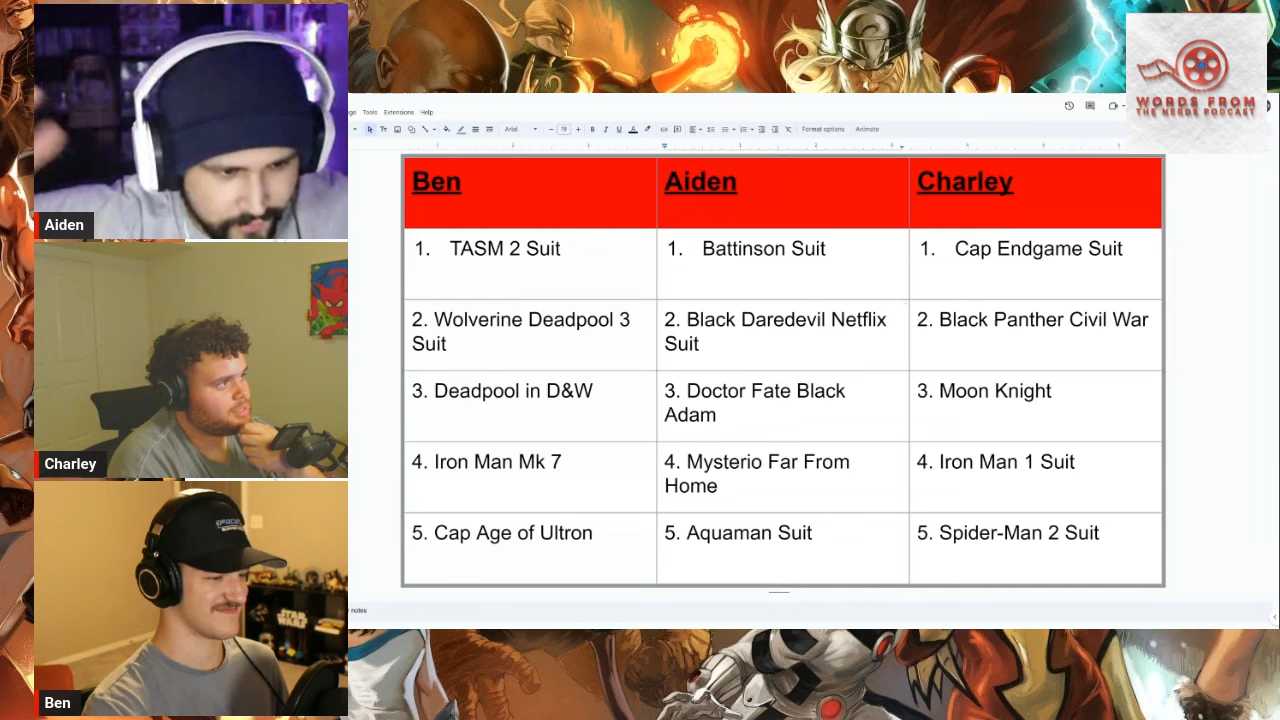 WORDS FROM
THE NERDS PODCAST
Tools Extensions Help
Arial 19 Format options Animate
Ben Aiden Charley
1. TASM 2 Suit
1. Battinson Suit
1. Cap Endgame Suit
2. Wolverine Deadpool 3
Suit
2. Black Daredevil Netflix
Suit
2. Black Panther Civil War
3. Deadpool in D&W
3. Doctor Fate Black
Adam
3. Moon Knight
4. Iron Man Mk 7
4. Mysterio Far From
Home
4. Iron Man 1 Suit
5. Cap Age of Ultron
5. Aquaman Suit
5. Spider-Man 2 Suit
notes
Aiden
Charley
STAR
WARS
Ben